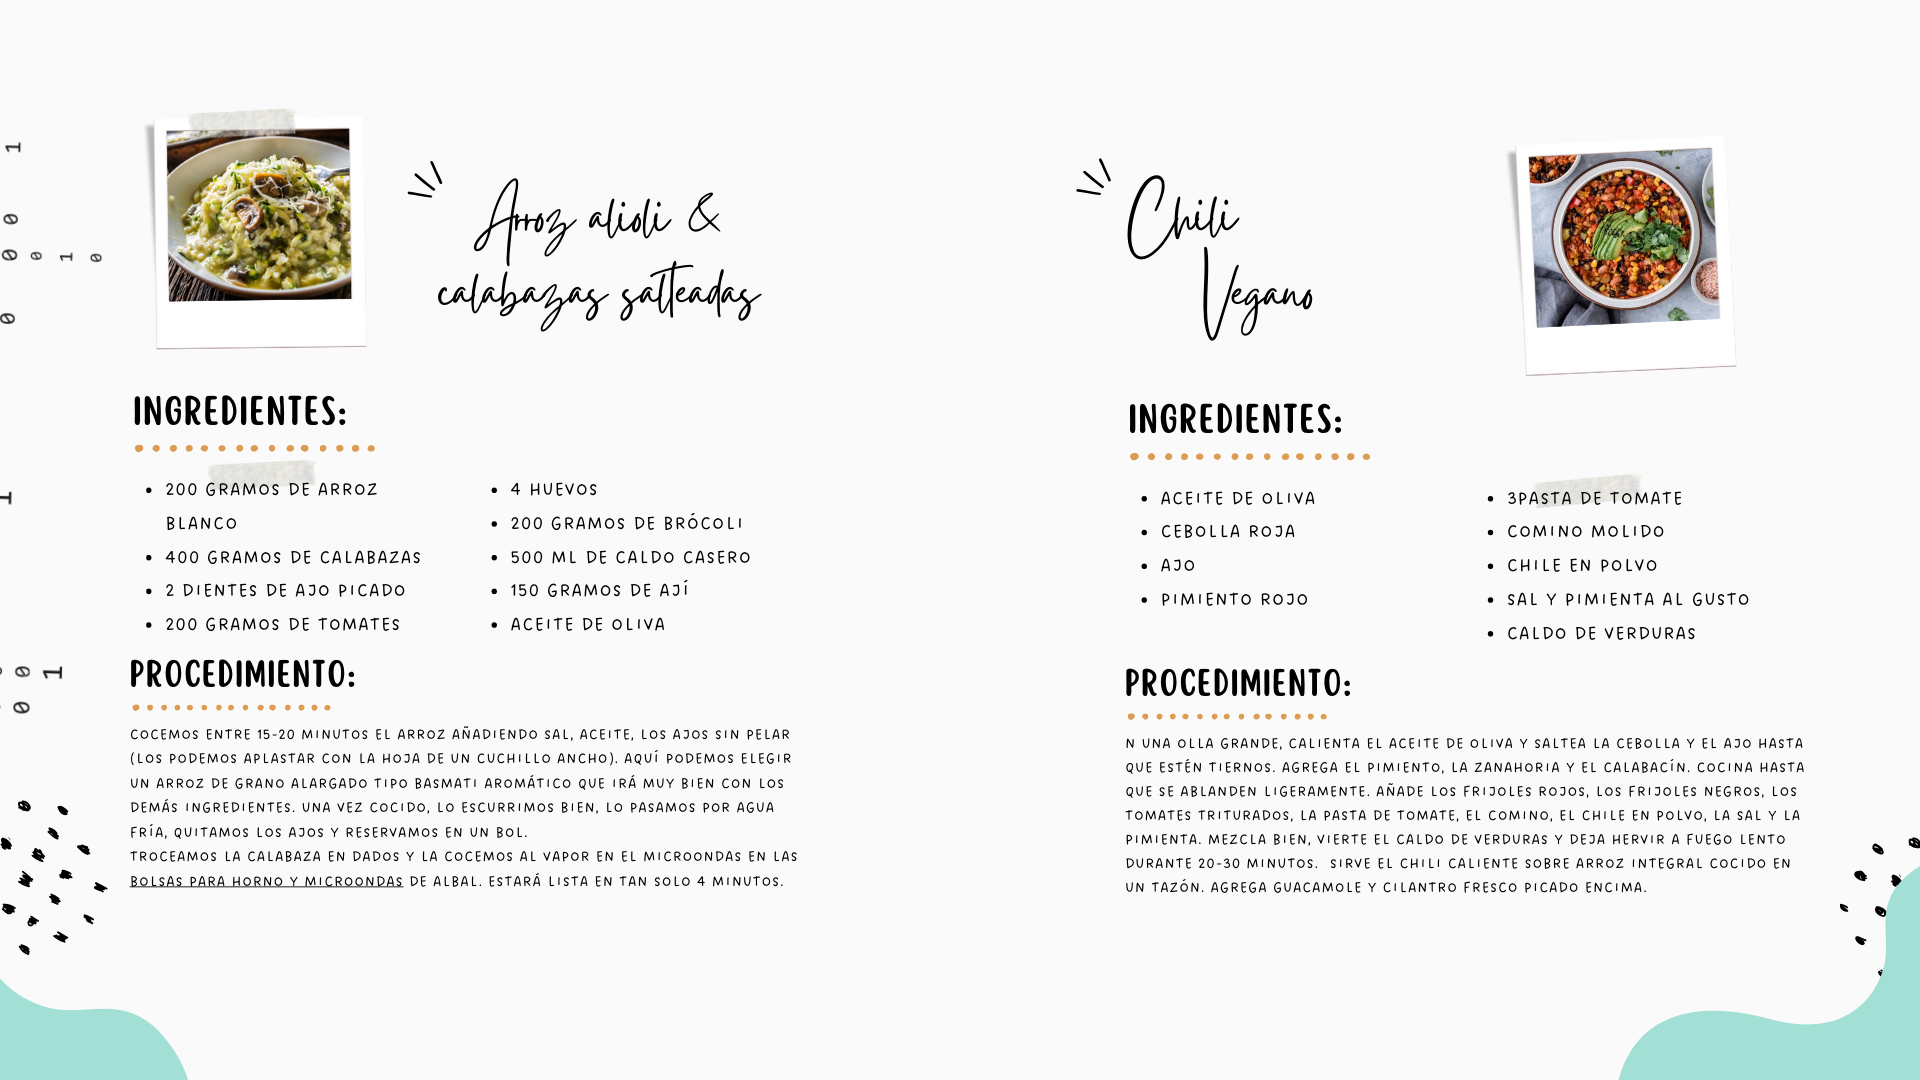 Arroz alioli &
calabazas salteadas
INGREDIENTES:
200 GRAMOS DE ARROZ
BLANCO
400 GRAMOS DE CALABAZAS
2 DIENTES DE AJO PICADO
200 GRAMOS DE TOMATES
4 HUEVOS
200 GRAMOS DE BRÓCOLI
500 ML DE CALDO CASERO
150 GRAMOS DE AJÍ
ACEITE DE OLIVA
PROCEDIMIENTO:
COCEMOS ENTRE 15-20 MINUTOS EL ARROZ AÑADIENDO SAL, ACEITE, LOS AJOS SIN PELAR
(LOS PODEMOS APLASTAR CON LA HOJA DE UN CUCHILLO ANCHO). AQUÍ PODEMOS ELEGIR
UN ARROZ DE GRANO ALARGADO TIPO BASMATI AROMÁTICO QUE IRÁ MUY BIEN CON LOS
DEMÁS INGREDIENTES. UNA VEZ COCIDO, LO ESCURRIMOS BIEN, LO PASAMOS POR AGUA
FRÍA, QUITAMOS LOS AJOS Y RESERVAMOS EN UN BOL.
TROCEAMOS LA CALABAZA EN DADOS Y LA COCEMOS AL VAPOR EN EL MICROONDAS EN LAS
BOLSAS PARA HORNO Y MICROONDAS DE ALBAL. ESTARÁ LISTA EN TAN SOLO 4 MINUTOS.
Chili
Vegano
INGREDIENTES:
ACEITE DE OLIVA
CEBOLLA ROJA
AJO
PIMIENTO ROJO
3PASTA DE TOMATE
COMINO MOLIDO
CHILE EN POLVO
SAL Y PIMIENTA AL GUSTO
CALDO DE VERDURAS
PROCEDIMIENTO:
N UNA OLLA GRANDE, CALIENTA EL ACEITE DE OLIVA Y SALTEA LA CEBOLLA Y EL AJO HASTA
QUE ESTÉN TIERNOS. AGREGA EL PIMIENTO, LA ZANAHORIA Y EL CALABACÍN. COCINA HASTA
QUE SE ABLANDEN LIGERAMENTE. AÑADE LOS FRIJOLES ROJOS, LOS FRIJOLES NEGROS, LOS
TOMATES TRITURADOS, LA PASTA DE TOMATE, EL COMINO, EL CHILE EN POLVO, LA SAL Y LA
PIMIENTA. MEZCLA BIEN, VIERTE EL CALDO DE VERDURAS Y DEJA HERVIR A FUEGO LENTO
DURANTE 20-30 MINUTOS. SIRVE EL CHILI CALIENTE SOBRE ARROZ INTEGRAL COCIDO EN
UN TAZÓN. AGREGA GUACAMOLE Y CILANTRO FRESCO PICADO ENCIMA.